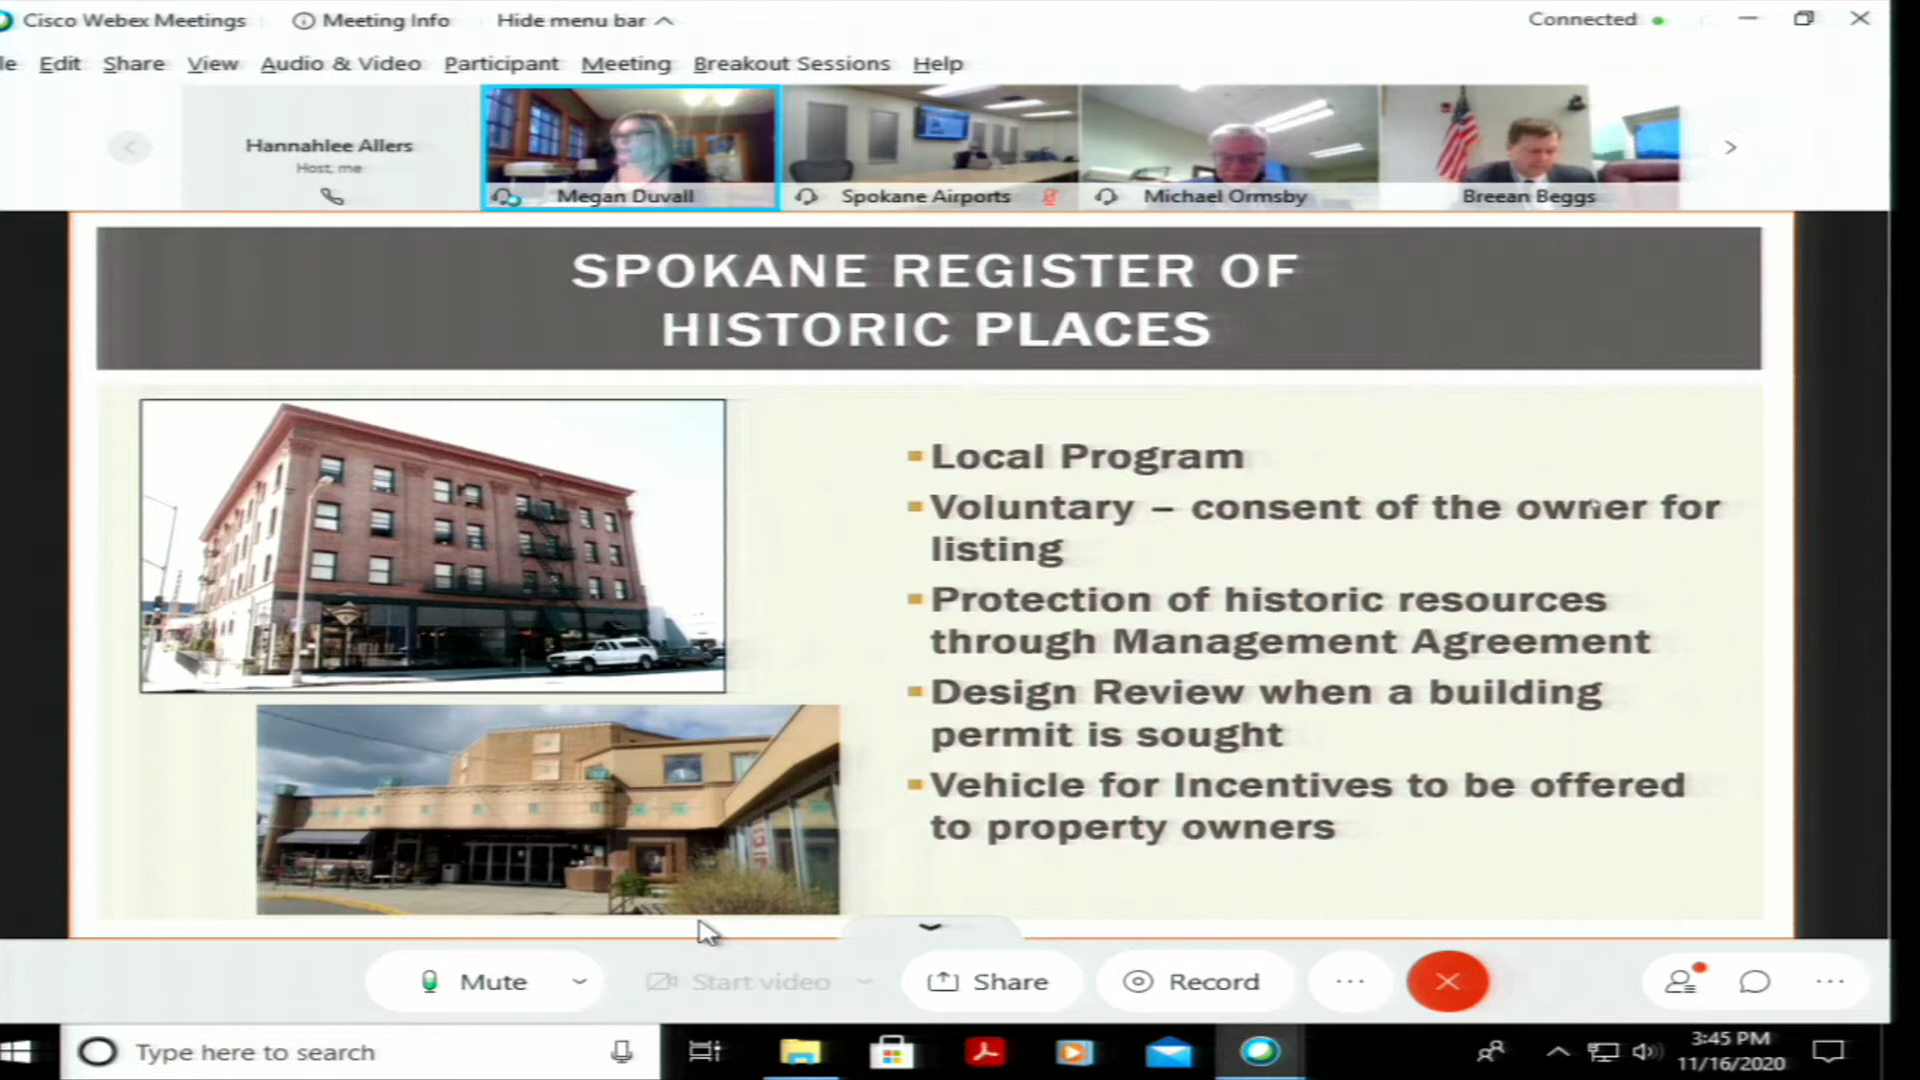 Cisco Webex Meetings Meeting Info Hide menu bar Connected
le Edit Share View Audio & Video Participant Meeting Breakout Sessions Help
Hannahlee Allers
Host, me
Megan Duvall
Spokane Airports
Michael Ormsby
Breean Beggs
SPOKANE REGISTER OF
HISTORIC PLACES
Local Program
Voluntary – consent of the owner for
listing
Protection of historic resources
through Management Agreement
Design Review when a building
permit is sought
Vehicle for Incentives to be offered
to property owners
Mute Start video Share Record
Type here to search
3:45 PM
11/16/2020